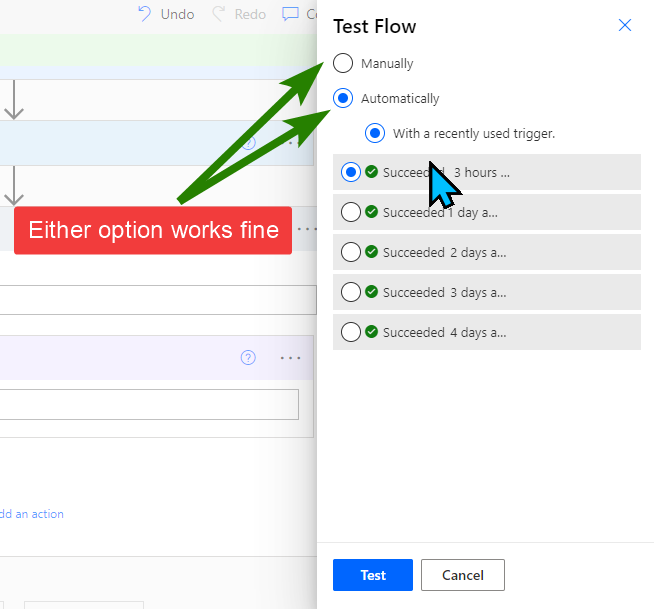 Undo
Redo
Test Flow
Manually
Automatically
With a recently used trigger.
Succeeded 3 hours ...
Succeeded 1 day a...
Succeeded 2 days a...
Succeeded 3 days a...
Succeeded 4 days a...
Either option works fine
dd an action
Test
Cancel